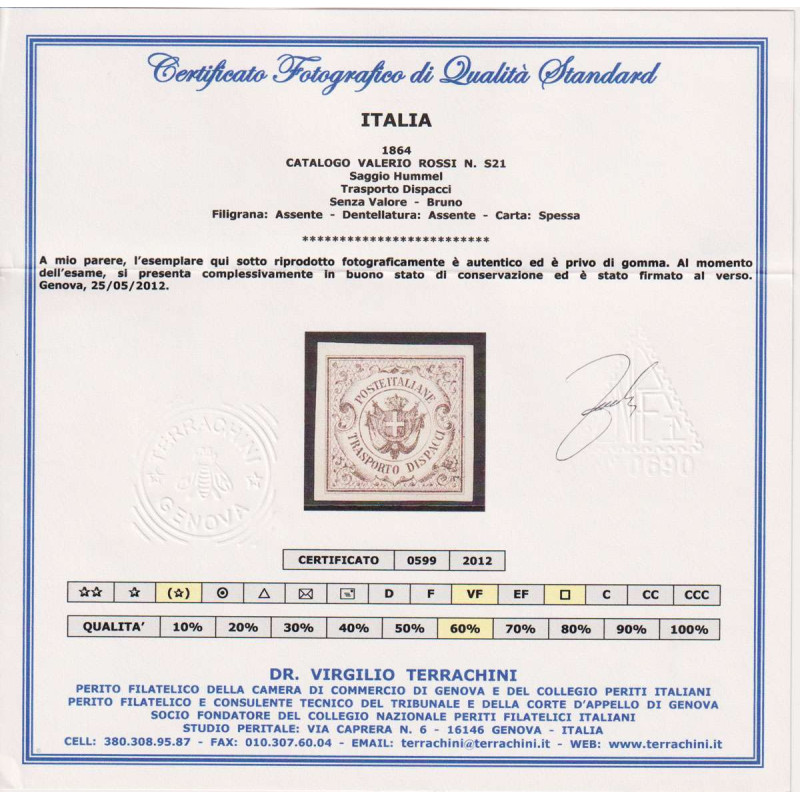 Certificato Fotografico di Qualità Standard
ITALIA
1864
CATALOGO VALERIO ROSSI N. S21
Saggio Hummel
Trasporto Dispacci
Senza Valore - Bruno
Filigrana: Assente - Dentellatura: Assente - Carta: Spessa
*************************
A mio parere, l'esemplare qui sotto riprodotto fotograficamente è autentico ed è privo di gomma. Al momento
dell'esame, si presenta complessivamente in buono stato di conservazione ed è stato firmato al verso.
Genova, 25/05/2012.
POSTE ITALIANE
TRASPORTO DISPACCI
TERRACHINI
GENOVA
0690
CERTIFICATO 0599 2012
☆☆ ☆ (☆) ⊙ △ ✉ D F VF EF □ C CC CCC
QUALITA' 10% 20% 30% 40% 50% 60% 70% 80% 90% 100%
DR. VIRGILIO TERRACHINI
PERITO FILATELICO DELLA CAMERA DI COMMERCIO DI GENOVA E DEL COLLEGIO PERITI ITALIANI
PERITO FILATELICO E CONSULENTE TECNICO DEL TRIBUNALE E DELLA CORTE D'APPELLO DI GENOVA
SOCIO FONDATORE DEL COLLEGIO NAZIONALE PERITI FILATELICI ITALIANI
STUDIO PERITALE: VIA CAPRERA N. 6 - 16146 GENOVA - ITALIA
CELL: 380.308.95.87 - FAX: 010.307.60.04 - EMAIL: terrachini@terrachini.it - WEB: www.terrachini.it